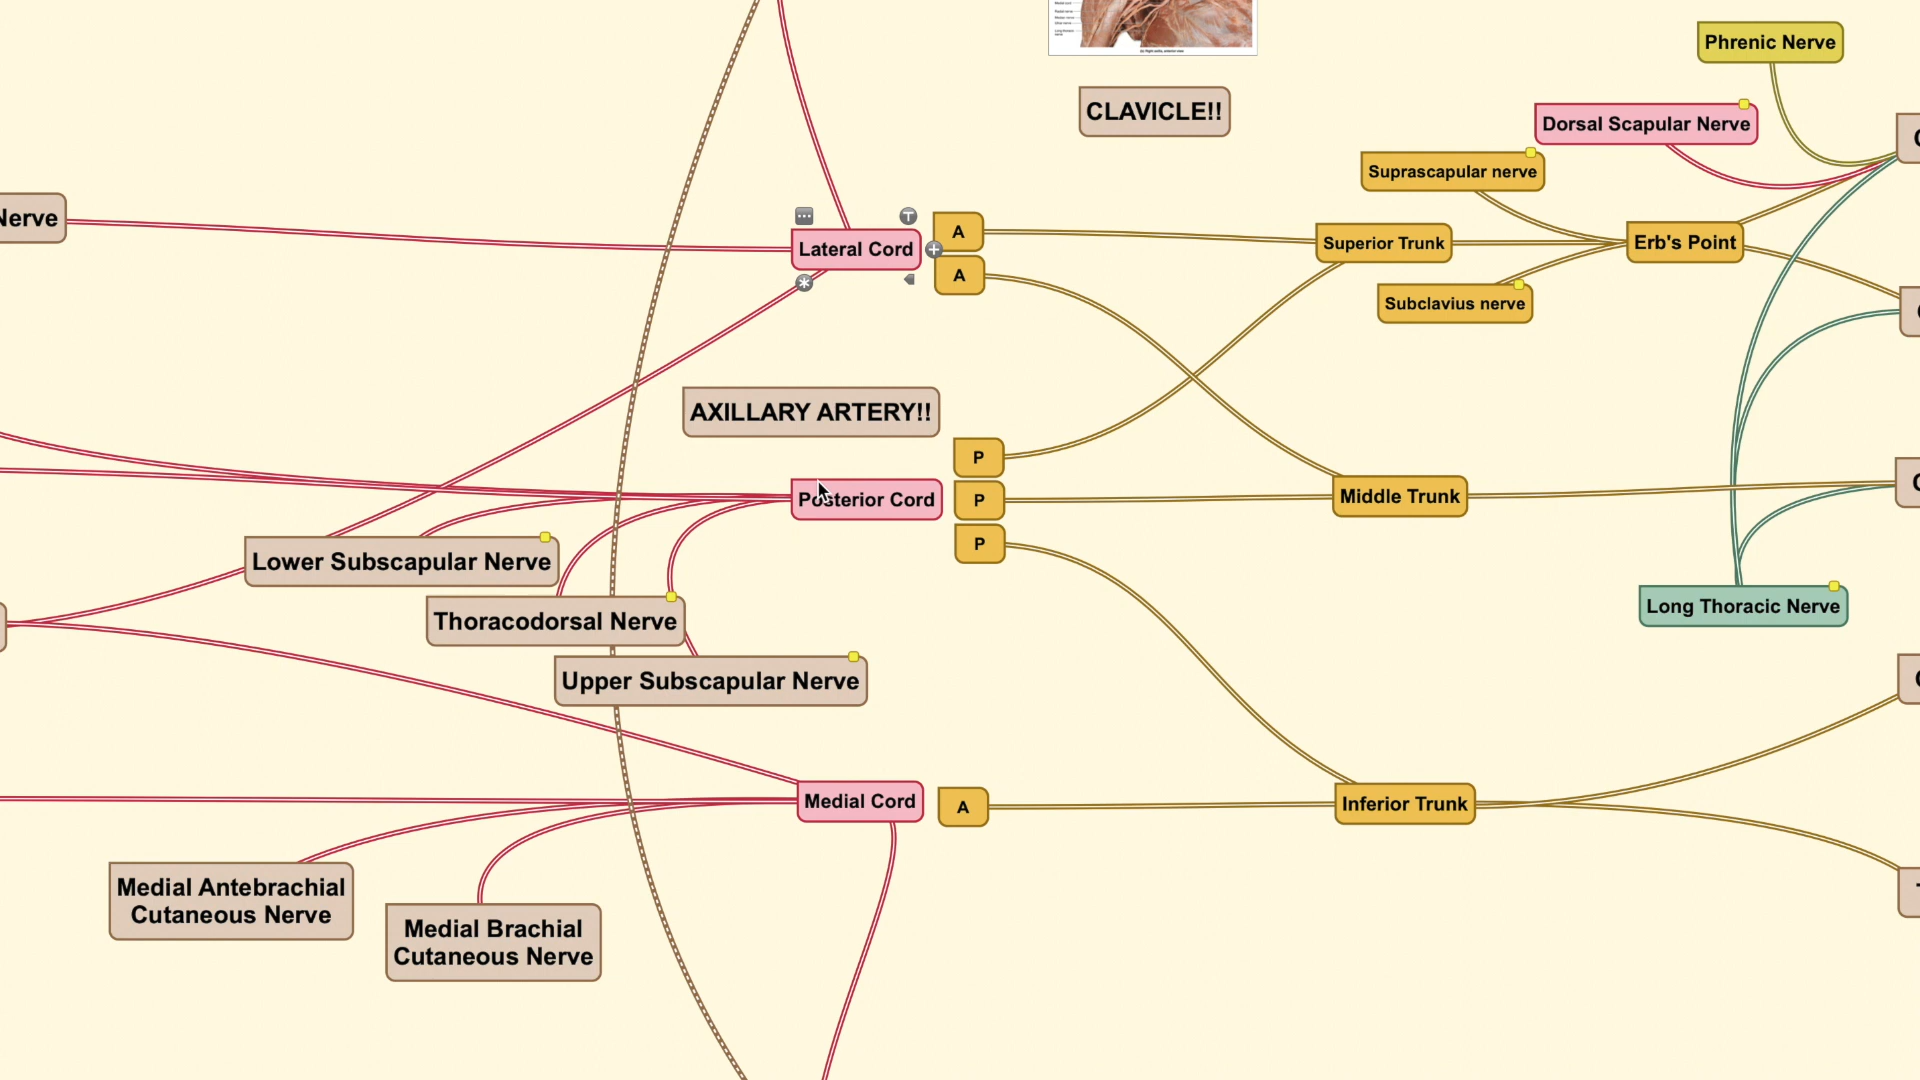 Phrenic Nerve
CLAVICLE!!
Dorsal Scapular Nerve
Suprascapular nerve
Nerve
Lateral Cord
A
A
Superior Trunk
Erb's Point
Subclavius nerve
AXILLARY ARTERY!!
P
Posterior Cord
P
Middle Trunk
P
Lower Subscapular Nerve
Thoracodorsal Nerve
Long Thoracic Nerve
Upper Subscapular Nerve
Medial Cord
A
Inferior Trunk
Medial Antebrachial
Cutaneous Nerve
Medial Brachial
Cutaneous Nerve